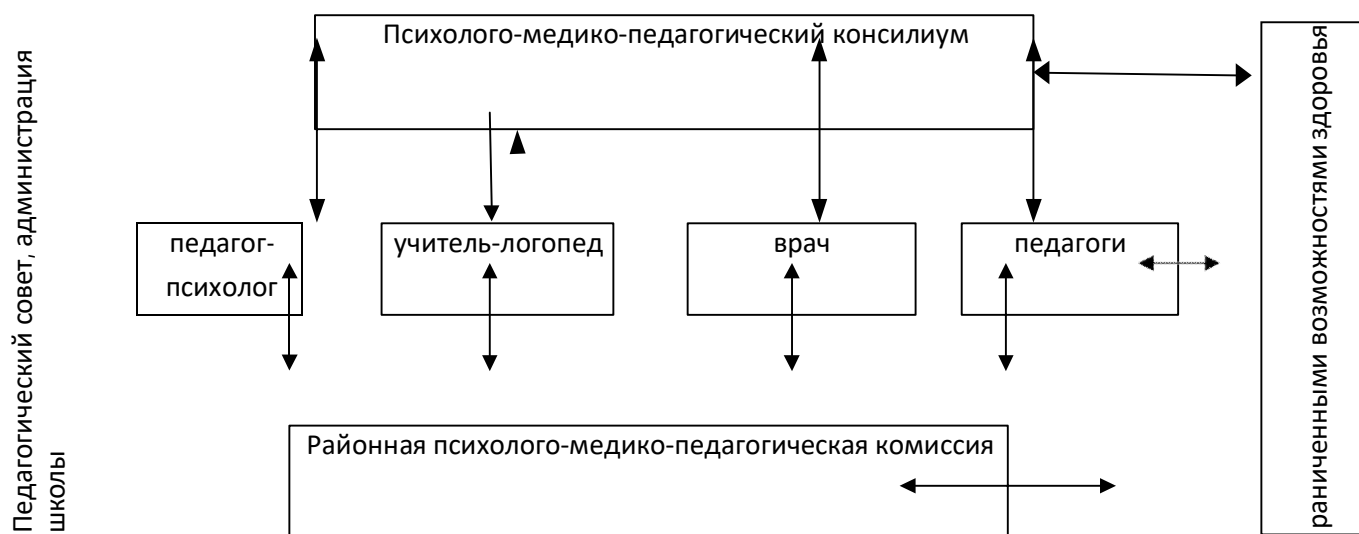 Психолого-медико-педагогический консилиум
Педагогический совет, администрация
школы
педагог-
психолог
учитель-логопед
врач
педагоги
Районная психолого-медико-педагогическая комиссия
раниченными возможностями здоровья